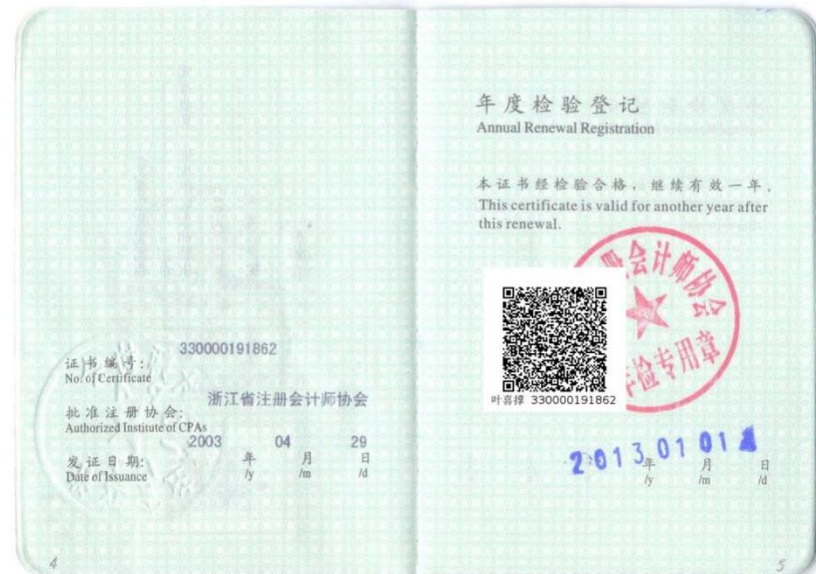 证书编号: 330000191862
No. of Certificate
批准注册协会: 浙江省注册会计师协会
Authorized Institute of CPAs
发证日期: 2003 年 04 月 29 日
Date of Issuance /y /m /d
4
年度检验登记
Annual Renewal Registration
本证书经检验合格，继续有效一年.
This certificate is valid for another year after
this renewal.
会计师协会
检专用章
叶喜撑 330000191862
2013 年 01 月 01 日
/y /m /d
5